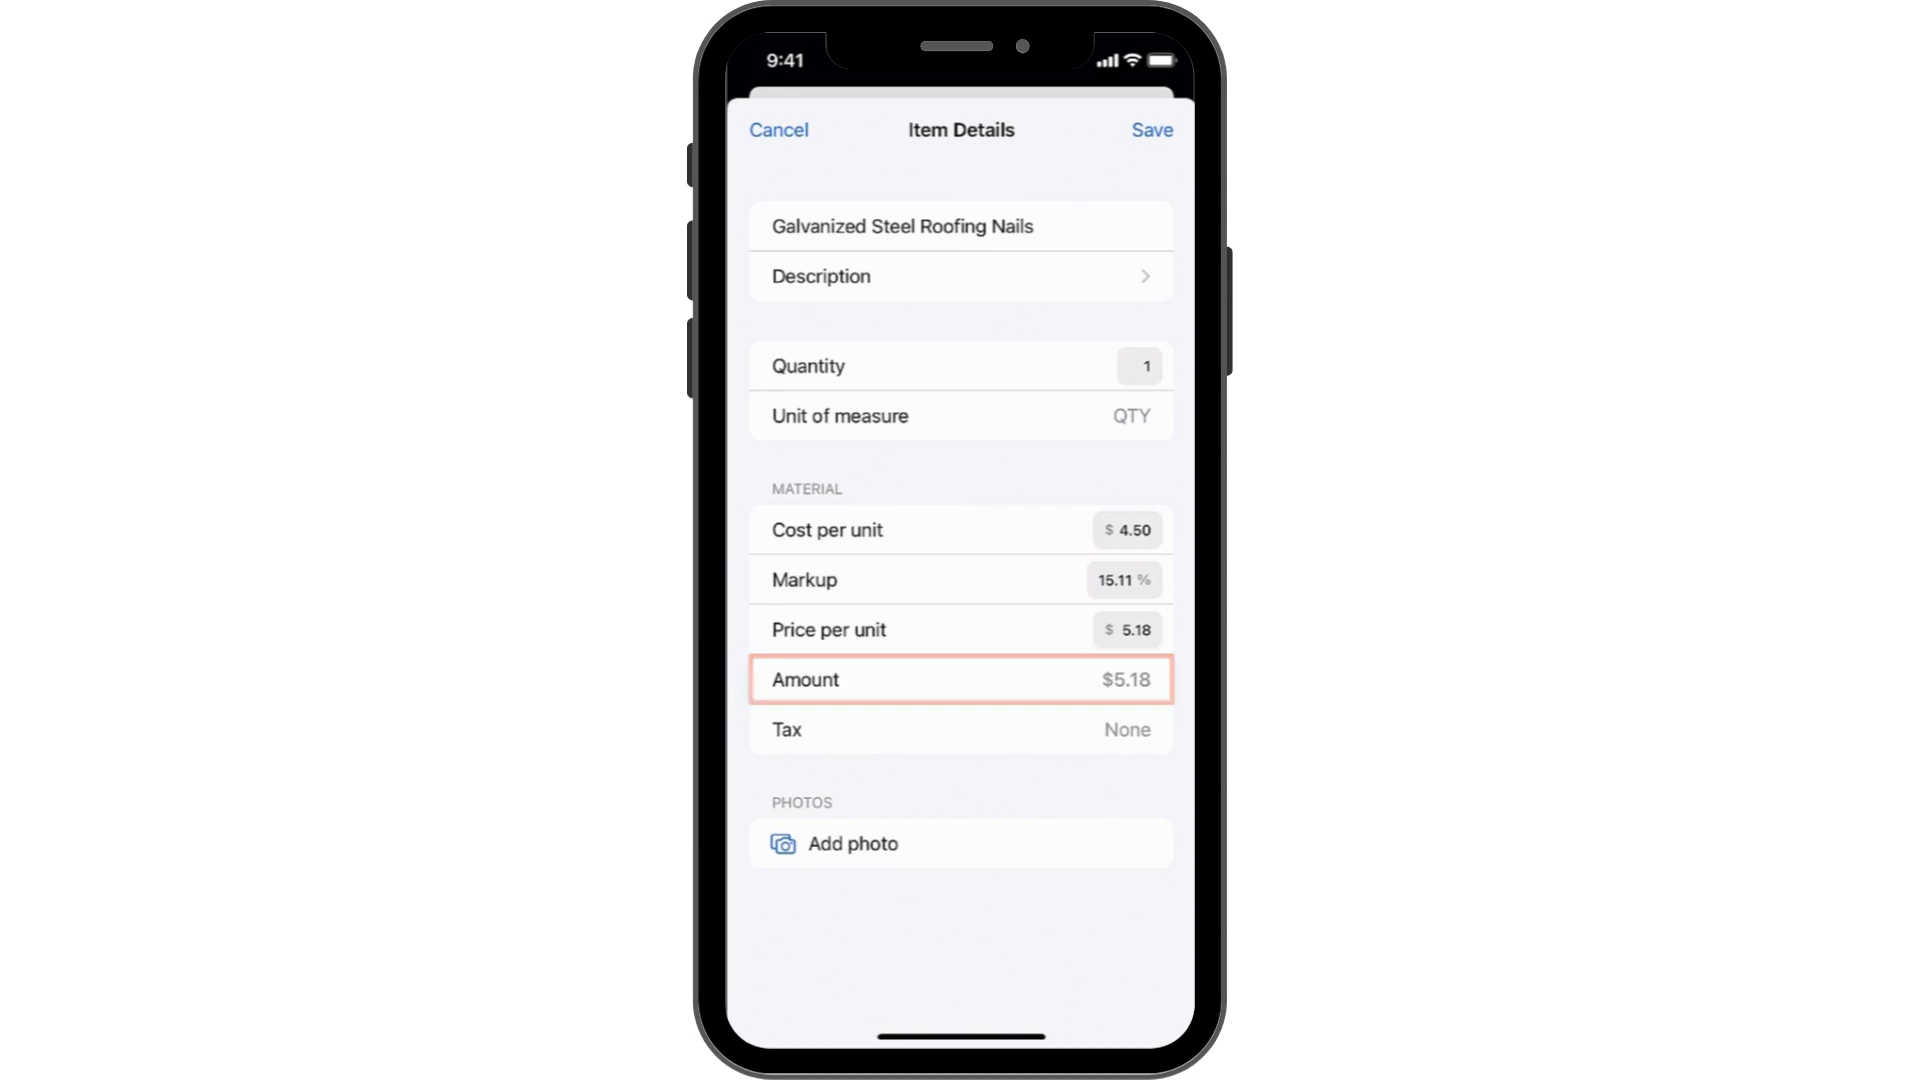 9:41
Cancel Item Details Save
Galvanized Steel Roofing Nails
Description
Quantity 1
Unit of measure QTY
MATERIAL
Cost per unit $ 4.50
Markup 15.11 %
Price per unit $ 5.18
Amount $5.18
Tax None
PHOTOS
Add photo